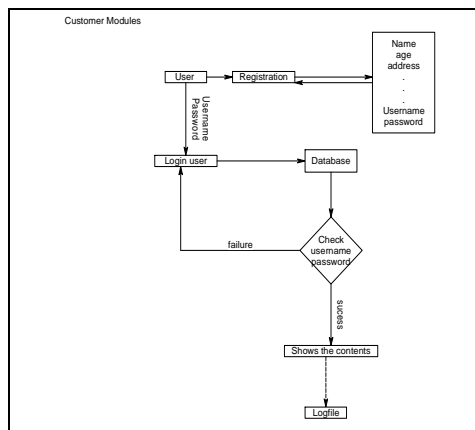 Customer Modules
Name
age
address
.
.
.
Username
password
User
Registration
Username
Password
Login user
Database
Check
username
password
failure
sucess
Shows the contents
Logfile